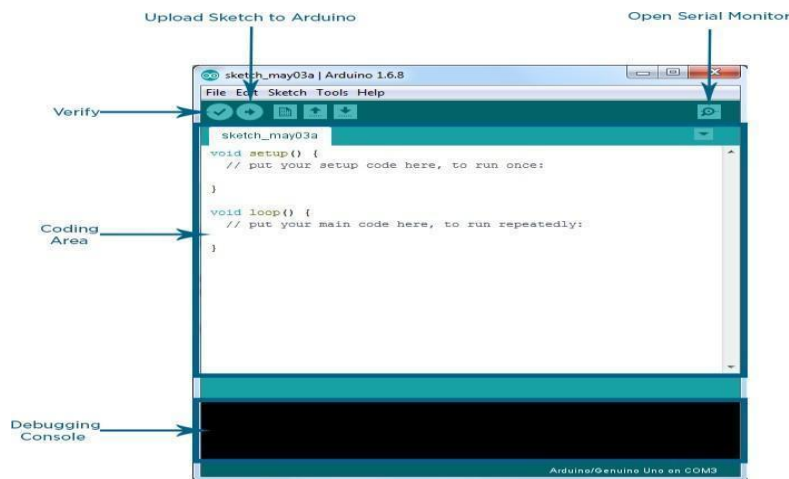 Upload Sketch to Arduino
Open Serial Monitor
sketch_may03a | Arduino 1.6.8
File Edit Sketch Tools Help
Verify
sketch_may03a
void setup() {
// put your setup code here, to run once:
}
void loop() {
// put your main code here, to run repeatedly:
}
Coding
Area
Debugging
Console
Arduino/Genuino Uno on COM3